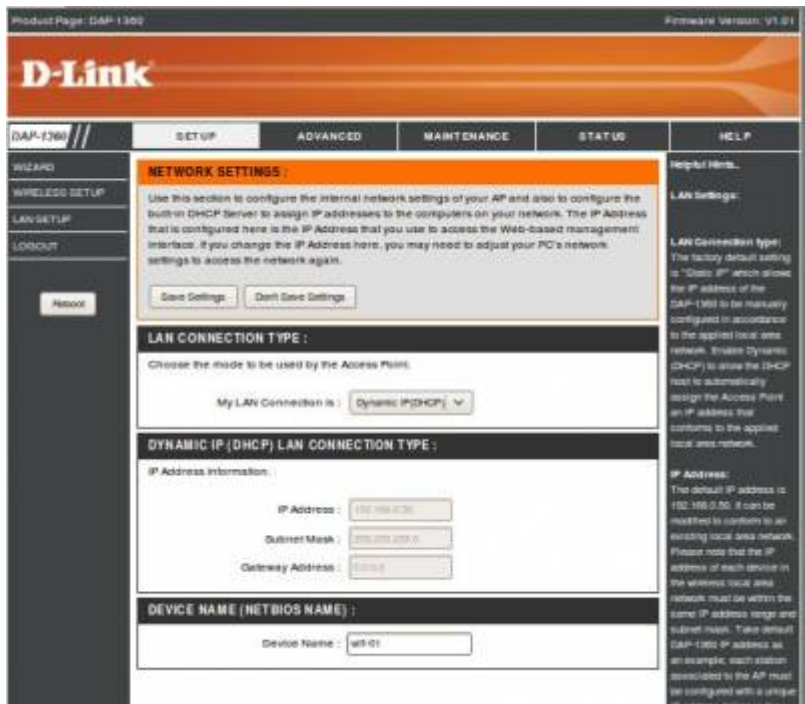 Product Page: DAP-1360
Firmware Version: V1.01
D-Link
DAP-1360
SETUP
ADVANCED
MAINTENANCE
STATUS
HELP
WIZARD
WIRELESS SETUP
LAN SETUP
LOGOUT
Reboot
NETWORK SETTINGS :
Use this section to configure the internal network settings of your AP and also to configure the
built-in DHCP Server to assign IP addresses to the computers on your network. The IP Address
that is configured here is the IP Address that you use to access the Web-based management
interface. If you change the IP Address here, you may need to adjust your PC's network
settings to access the network again.
Save Settings
Don't Save Settings
LAN CONNECTION TYPE :
Choose the mode to be used by the Access Point.
My LAN Connection is :
Dynamic IP(DHCP)
DYNAMIC IP (DHCP) LAN CONNECTION TYPE :
IP Address Information.
IP Address :
192.168.0.50
Subnet Mask :
255.255.255.0
Gateway Address :
0.0.0.0
DEVICE NAME (NETBIOS NAME) :
Device Name :
wifi-01
Helpful Hints..
LAN Settings:
LAN Connection type:
The factory default setting
is "Static IP" which allows
the IP address of the
DAP-1360 to be manually
configured in accordance
to the applied local area
network. Enable Dynamic
(DHCP) to allow the DHCP
host to automatically
assign the Access Point
an IP address that
conforms to the applied
local area network.
IP Address:
The default IP address is
192.168.0.50. It can be
modified to conform to an
existing local area network.
Please note that the IP
address of each device in
the wireless local area
network must be within the
same IP address range and
subnet mask. Take default
DAP-1360 IP address as
an example, each station
associated to the AP must
be configured with a unique